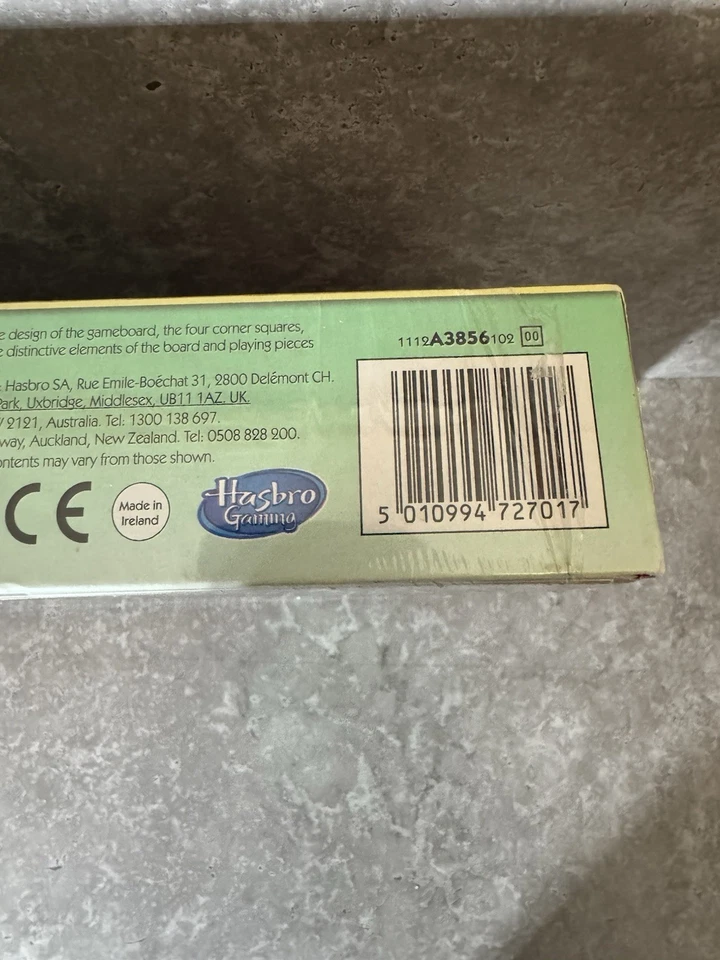 e design of the gameboard, the four corner squares,
e distinctive elements of the board and playing pieces
Hasbro SA, Rue Emile-Boéchat 31, 2800 Delémont CH.
Park, Uxbridge, Middlesex, UB11 1AZ. UK.
2121, Australia. Tel: 1300 138 697.
way, Auckland, New Zealand. Tel: 0508 828 200.
ontents may vary from those shown.
CE
Made in
Ireland
Hasbro
Gaming
1112A3856102 00
5 010994 727017